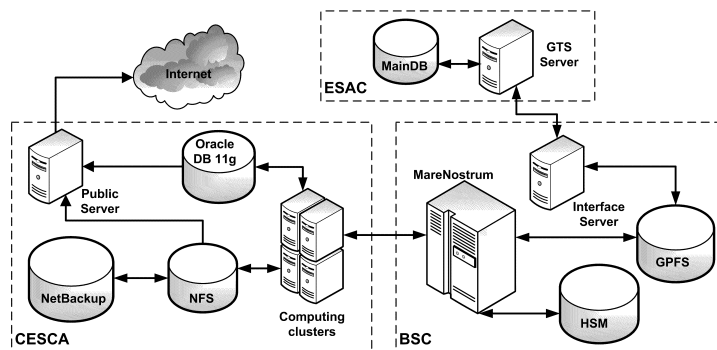 Internet
MainDB
GTS
Server
ESAC
Oracle
DB 11g
Public
Server
MareNostrum
Interface
Server
NetBackup
NFS
Computing
clusters
GPFS
HSM
CESCA
BSC